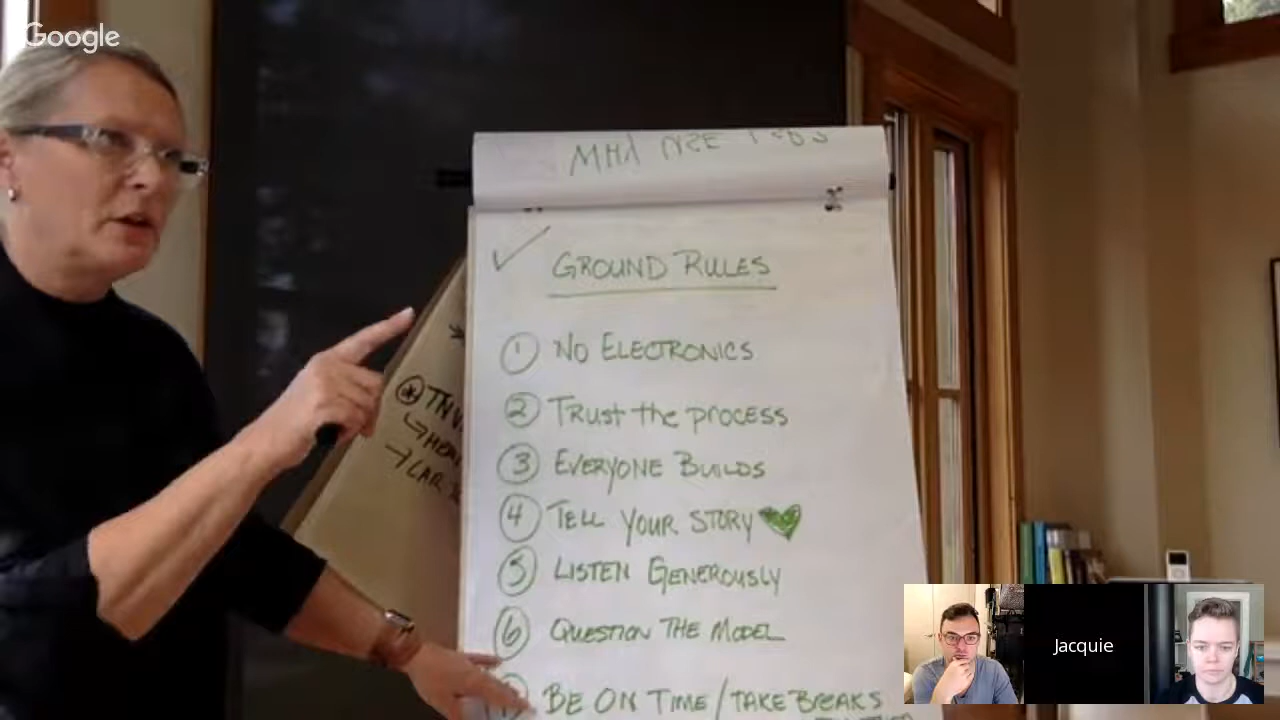 Google
GROUND RULES
1 NO ELECTRONICS
2 TRUST THE PROCESS
3 EVERYONE BUILDS
4 TELL YOUR STORY
5 LISTEN GENEROUSLY
6 QUESTION THE MODEL
BE ON TIME / TAKE BREAKS
Jacquie